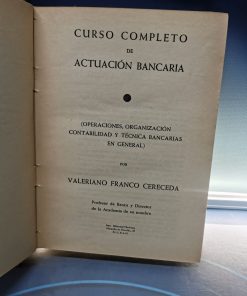 CURSO COMPLETO
DE
ACTUACIÓN BANCARIA
(OPERACIONES, ORGANIZACIÓN
CONTABILIDAD Y TÉCNICA BANCARIAS
EN GENERAL)
POR
VALERIANO FRANCO CERECEDA
Profesor de Banca y Director
de la Academia de su nombre